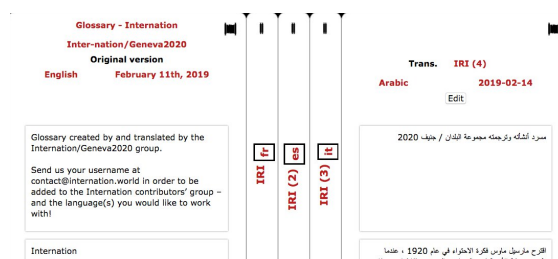 Glossary - Internation
Inter-nation/Geneva2020
Original version
English February 11th, 2019
Glossary created by and translated by the
Internation/Geneva2020 group.
Send us your username at
contact@internation.world in order to be
added to the Internation contributors' group –
and the language(s) you would like to work
with!
Internation
IRI fr
IRI (2) es
IRI (3) it
Trans. IRI (4)
Arabic 2019-02-14
Edit
مسرد أنشأته وترجمته مجموعة البلدان / جنيف 2020
اقترح مارسيل ماوس فكرة الاحتواء في عام 1920 ، عندما